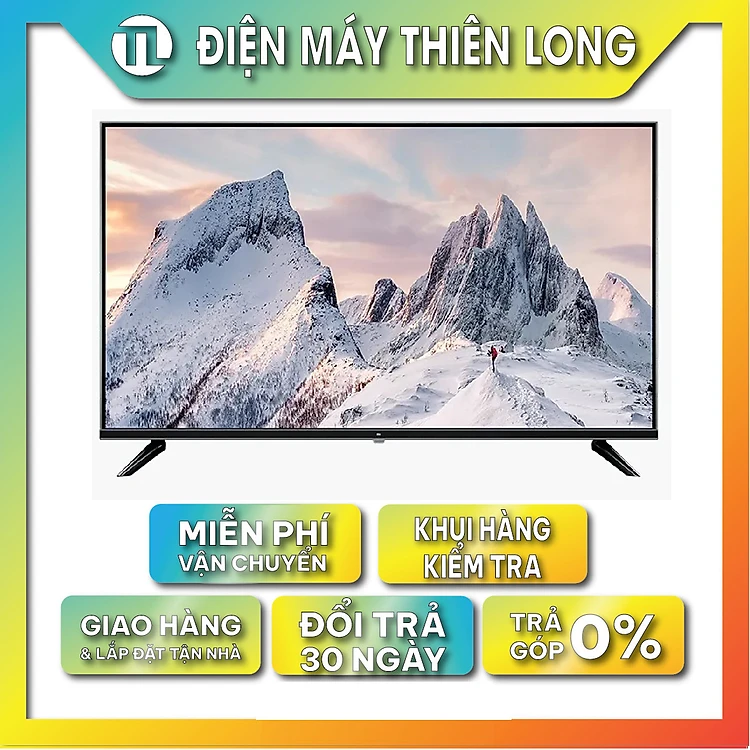 TL ĐIỆN MÁY THIÊN LONG
MIỄN PHÍ
VẬN CHUYỂN
KHUI HÀNG
KIỂM TRA
GIAO HÀNG
& LẮP ĐẶT TẬN NHÀ
ĐỔI TRẢ
30 NGÀY
TRẢ
GÓP 0%